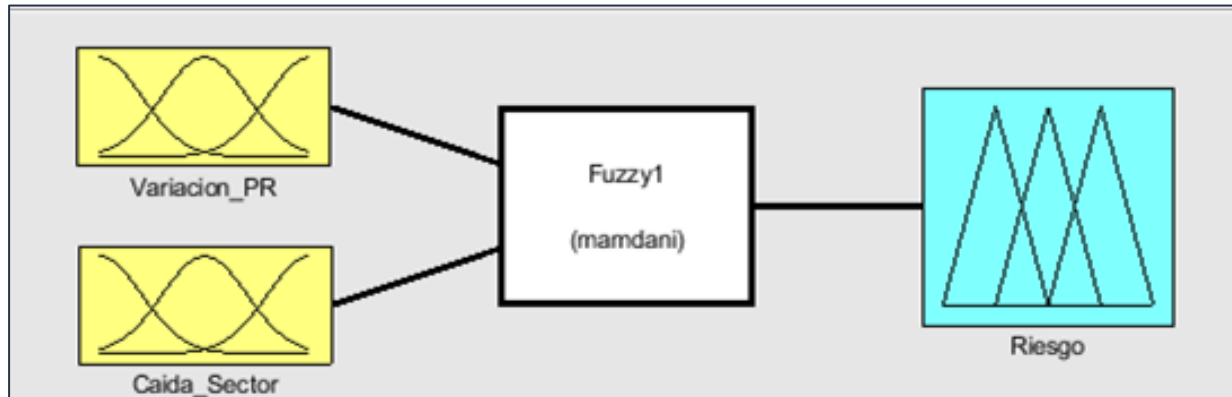 Variacion_PR
Caida_Sector
Fuzzy1
(mamdani)
Riesgo